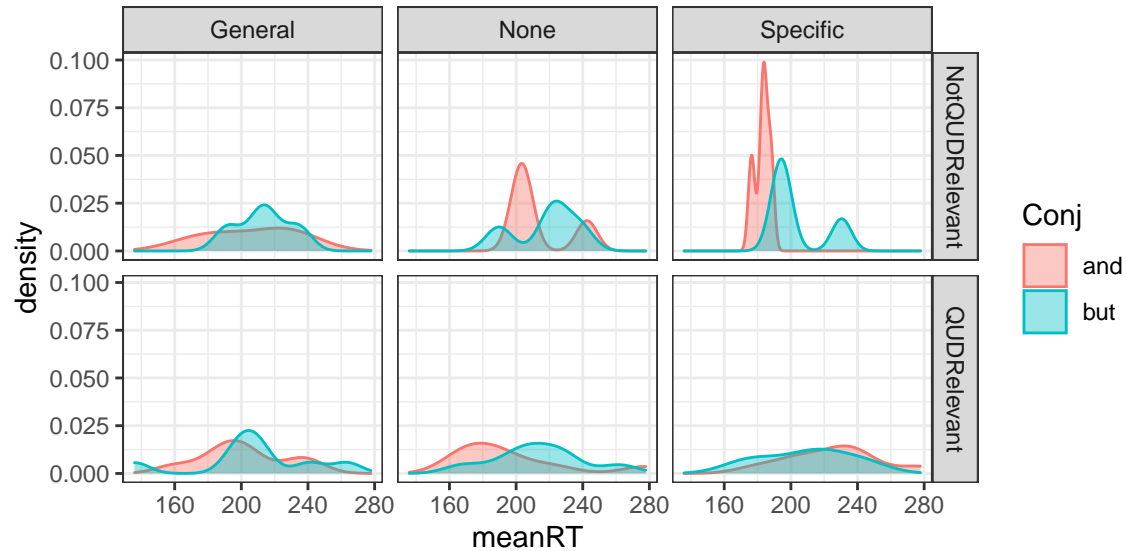 General None Specific
0.100
0.075
0.050
0.025
0.000
NotQUDRelevant
0.100
0.075
0.050
0.025
0.000
QUDRelevant
density
160 200 240 280 160 200 240 280 160 200 240 280
meanRT
Conj
and
but